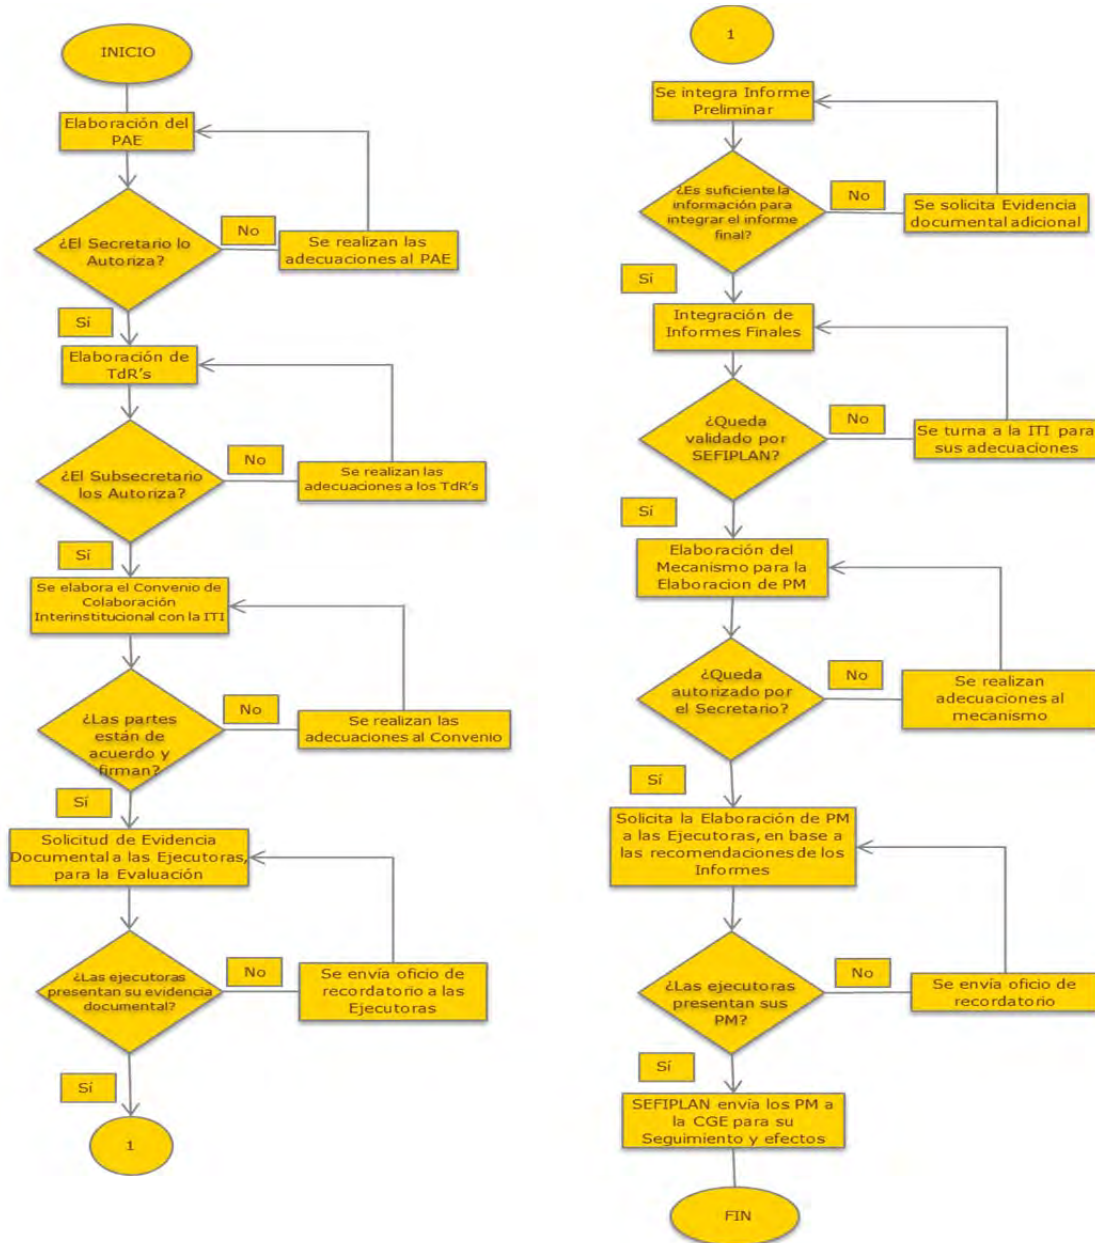 INICIO
Elaboración del
PAE
¿El Secretario lo
Autoriza?
No
Se realizan las
adecuaciones al PAE
Sí
Elaboración de
TdR's
¿El Subsecretario
los Autoriza?
No
Se realizan las
adecuaciones a los TdR's
Sí
Se elabora el Convenio de
Colaboración
Interinstitucional con la ITI
¿Las partes
están de
acuerdo y
firman?
No
Se realizan las
adecuaciones al Convenio
Sí
Solicitud de Evidencia
Documental a las Ejecutoras,
para la Evaluación
¿Las ejecutoras
presentan su evidencia
documental?
No
Se envía oficio de
recordatorio a las
Ejecutoras
Sí
1
1
Se integra Informe
Preliminar
¿Es suficiente la
información para
integrar el informe
final?
No
Se solicita Evidencia
documental adicional
Sí
Integración de
Informes Finales
¿Queda
validado por
SEFIPLAN?
No
Se turna a la ITI para
sus adecuaciones
Sí
Elaboración del
Mecanismo para la
Elaboracion de PM
¿Queda
autorizado por
el Secretario?
No
Se realizan
adecuaciones al
mecanismo
Sí
Solicita la Elaboración de PM
a las Ejecutoras, en base a
las recomendaciones de los
Informes
¿Las ejecutoras
presentan sus
PM?
No
Se envía oficio de
recordatorio
Sí
SEFIPLAN envía los PM a
la CGE para su
Seguimiento y efectos
FIN